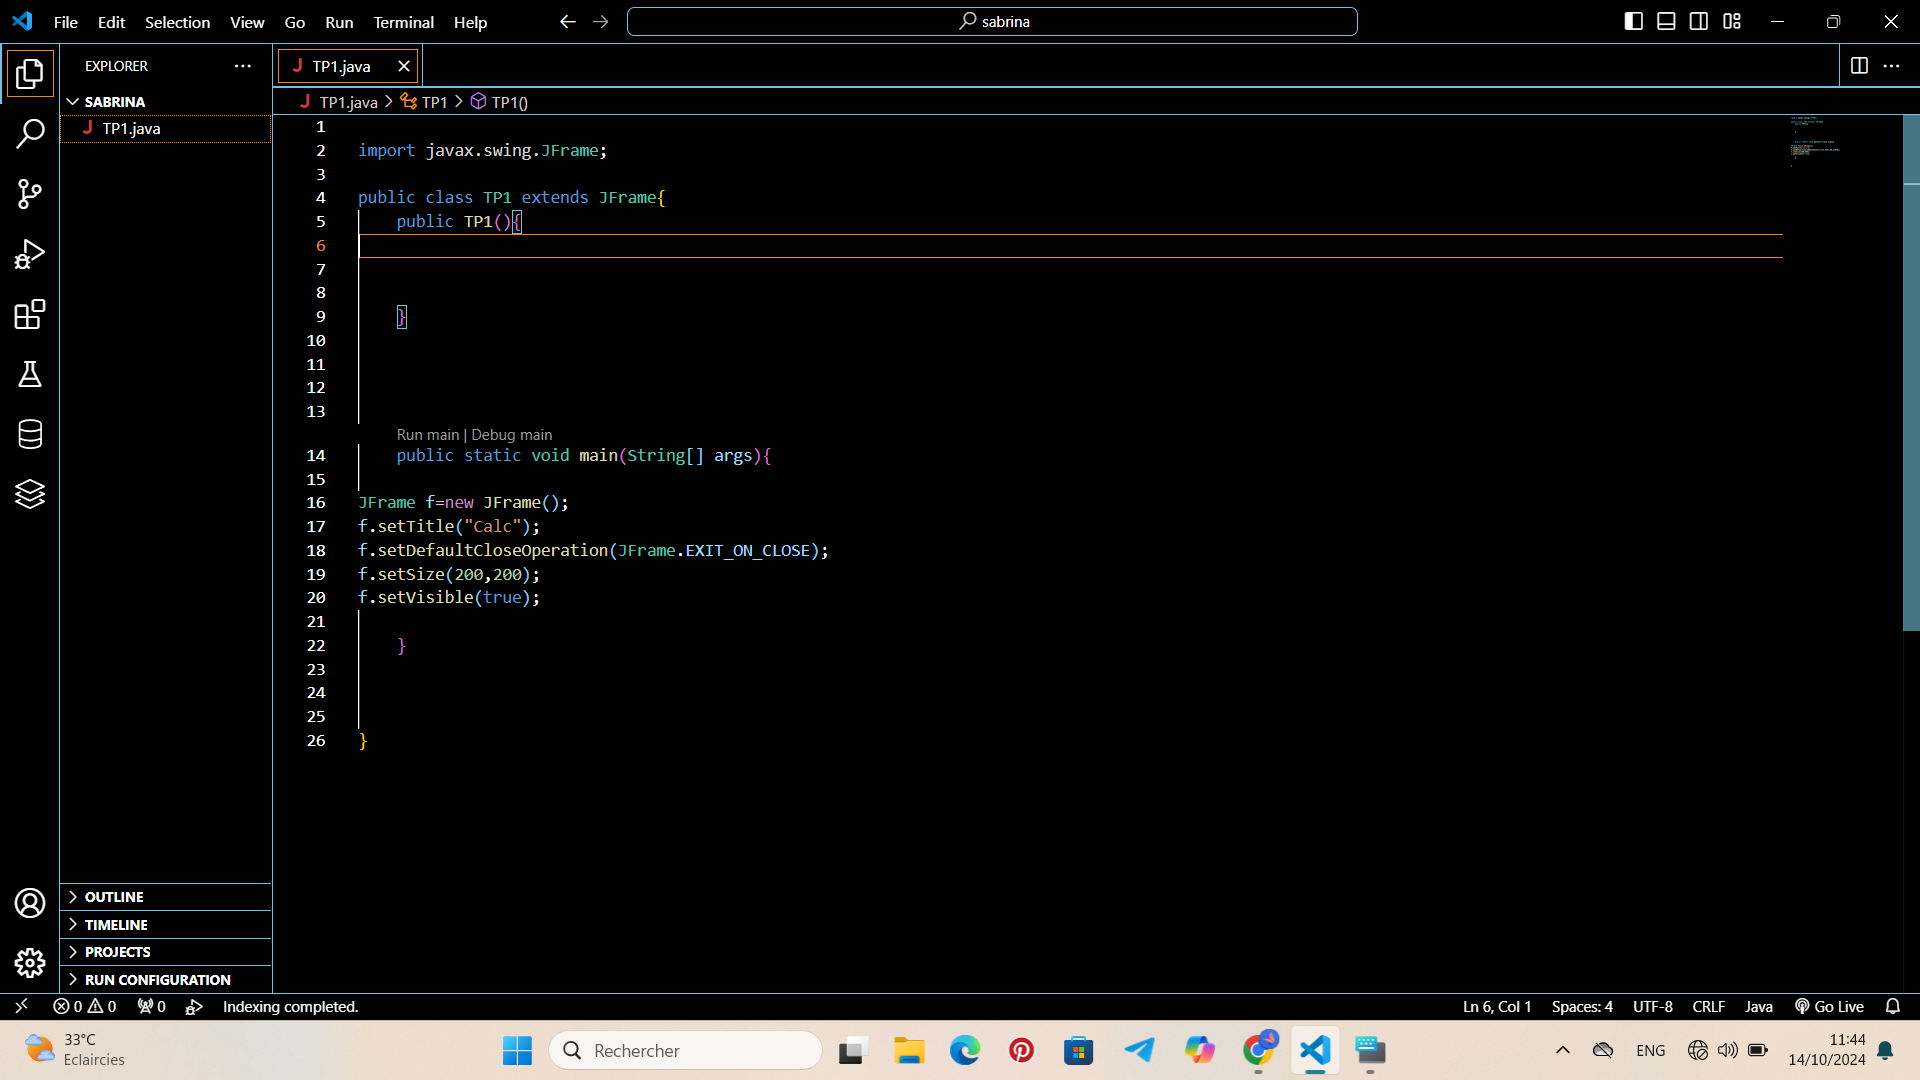 File Edit Selection View Go Run Terminal Help
sabrina
EXPLORER
SABRINA
J TP1.java
J TP1.java
J TP1.java > TP1 > TP1()
1
2 import javax.swing.JFrame;
3
4 public class TP1 extends JFrame{
5 public TP1(){
6
7
8
9 }
10
11
12
13
Run main | Debug main
14 public static void main(String[] args){
15
16 JFrame f=new JFrame();
17 f.setTitle("Calc");
18 f.setDefaultCloseOperation(JFrame.EXIT_ON_CLOSE);
19 f.setSize(200,200);
20 f.setVisible(true);
21
22 }
23
24
25
26 }
OUTLINE
TIMELINE
PROJECTS
RUN CONFIGURATION
0 0 0 Indexing completed.
Ln 6, Col 1 Spaces: 4 UTF-8 CRLF Java Go Live
33°C
Eclaircies
Rechercher
ENG
11:44
14/10/2024